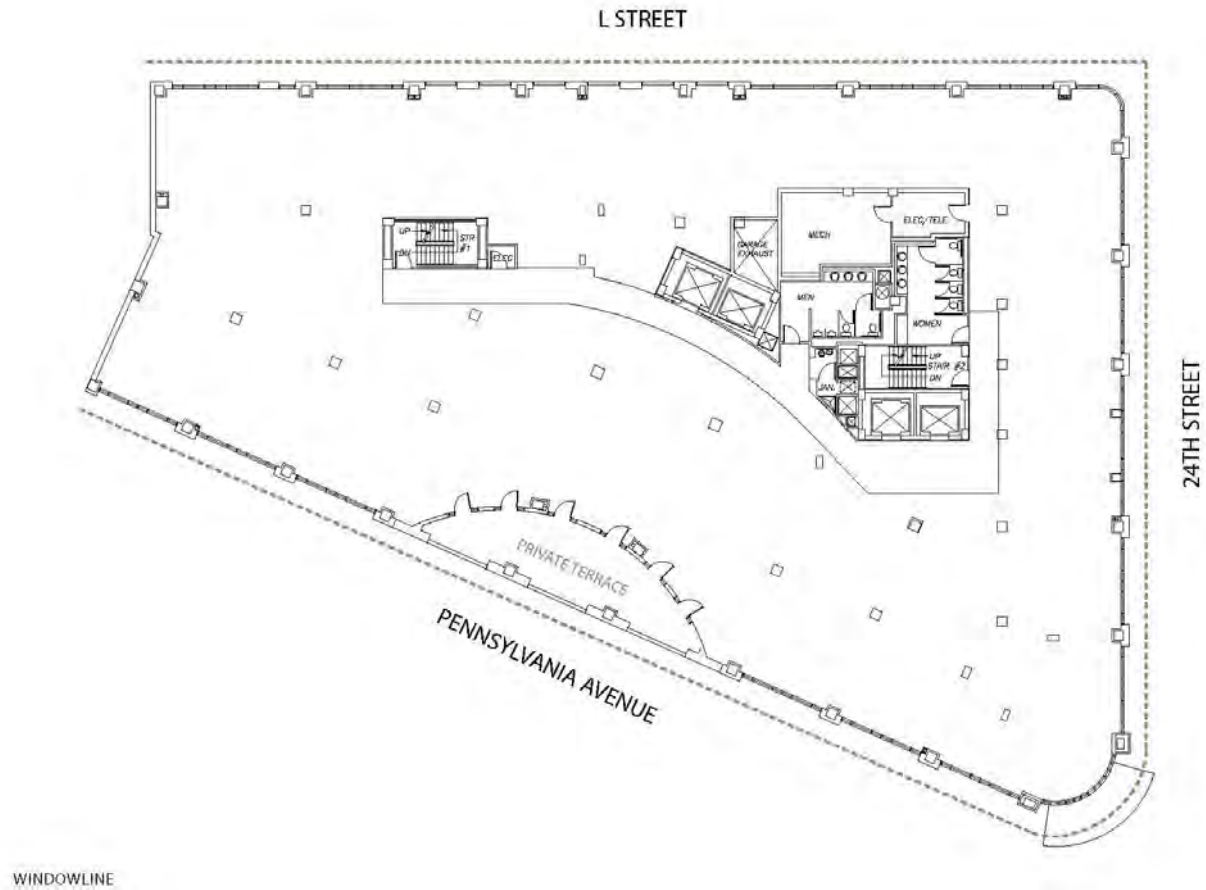 L STREET
ELEC/TELE.
MECH
UP
STR.
#1
DN
ELEC
GARAGE
EXHAUST
MEN
WOMEN
UP
STAIR #2
DN
JAN.
24TH STREET
PRIVATE TERRACE
PENNSYLVANIA AVENUE
WINDOWLINE